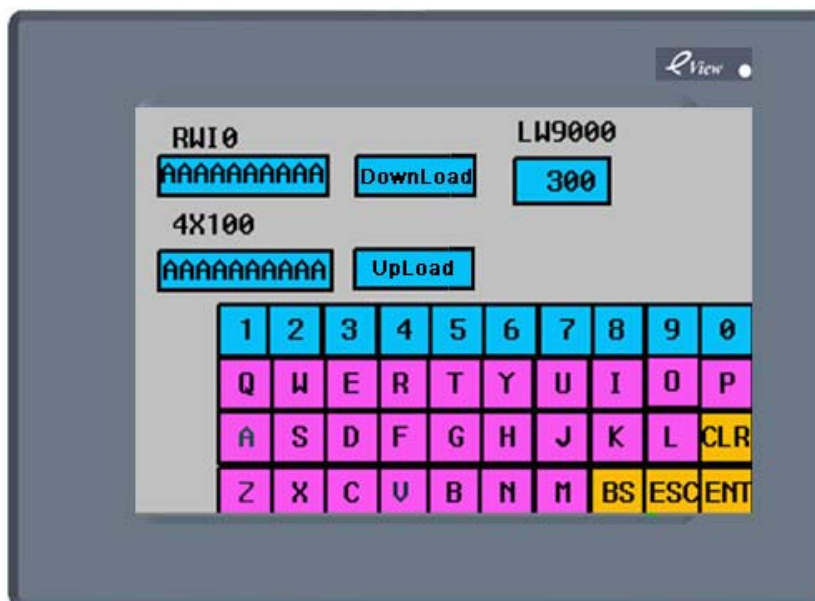 eView
RWI0
LW9000
AAAAAAAAAA
DownLoad
300
4X100
AAAAAAAAAA
UpLoad
1 2 3 4 5 6 7 8 9 0
Q W E R T Y U I O P
A S D F G H J K L CLR
Z X C V B N M BS ESC ENT